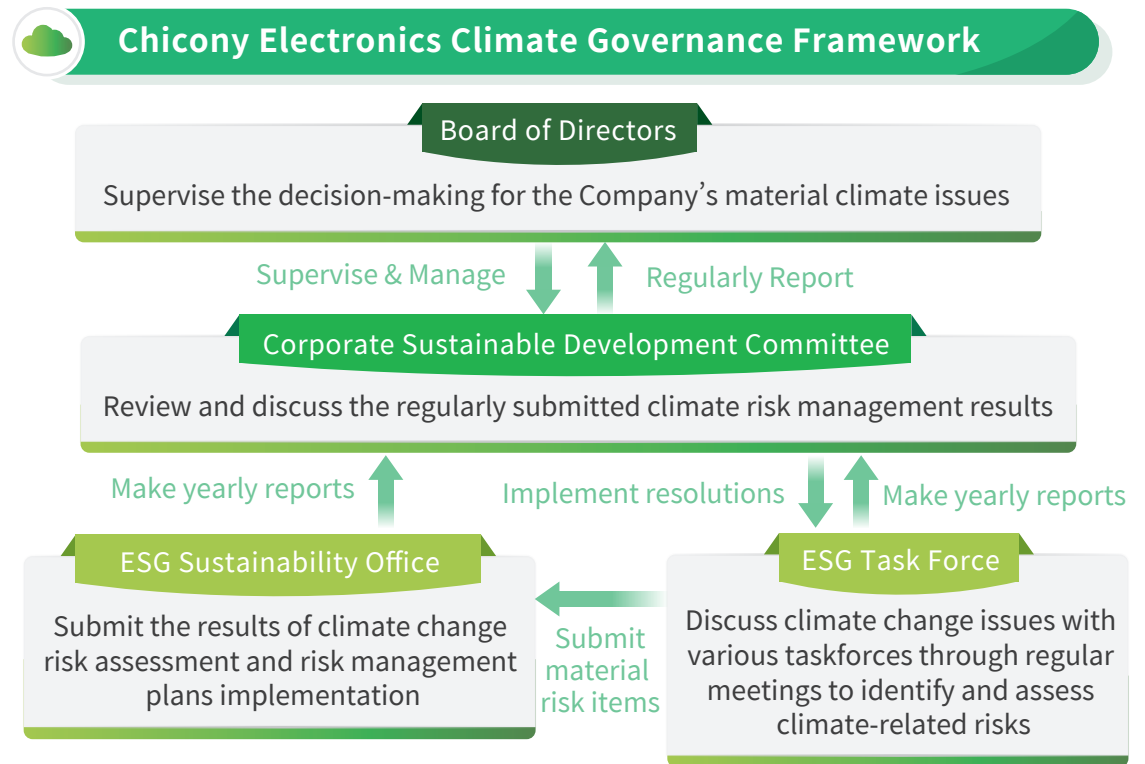 Chicony Electronics Climate Governance Framework
Board of Directors
Supervise the decision-making for the Company’s material climate issues
Supervise & Manage
Regularly Report
Corporate Sustainable Development Committee
Review and discuss the regularly submitted climate risk management results
Make yearly reports
Implement resolutions
Make yearly reports
ESG Sustainability Office
Submit the results of climate change
risk assessment and risk management
plans implementation
Submit
material
risk items
ESG Task Force
Discuss climate change issues with
various taskforces through regular
meetings to identify and assess
climate-related risks